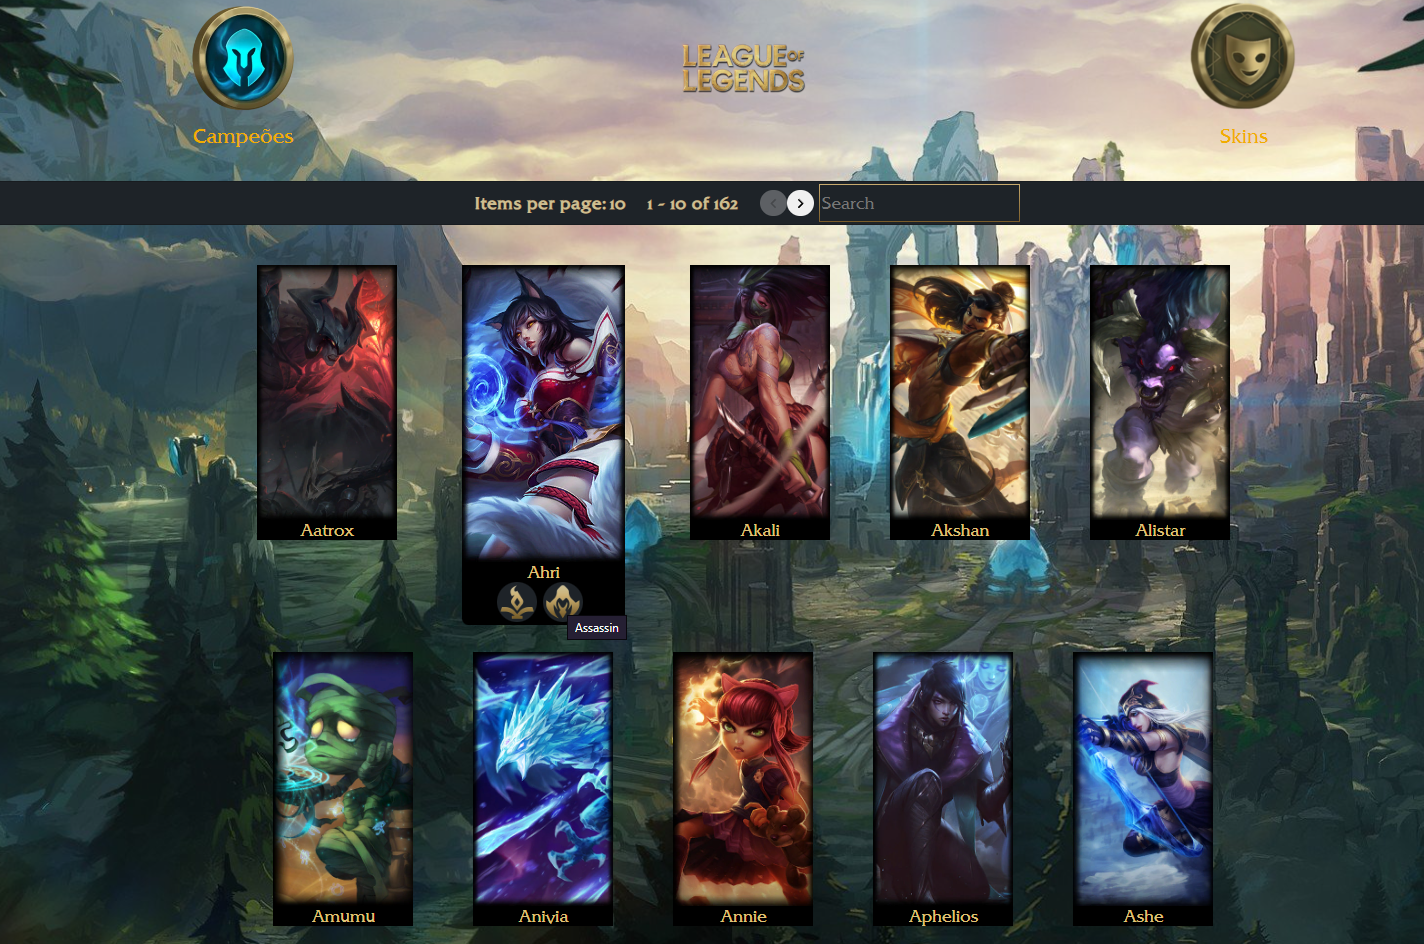 LEAGUE OF
LEGENDS
Campeões
Skins
Items per page: 10 1 - 10 of 162 Search
Aatrox
Ahri
Akali
Akshan
Alistar
Assassin
Amumu
Anivia
Annie
Aphelios
Ashe